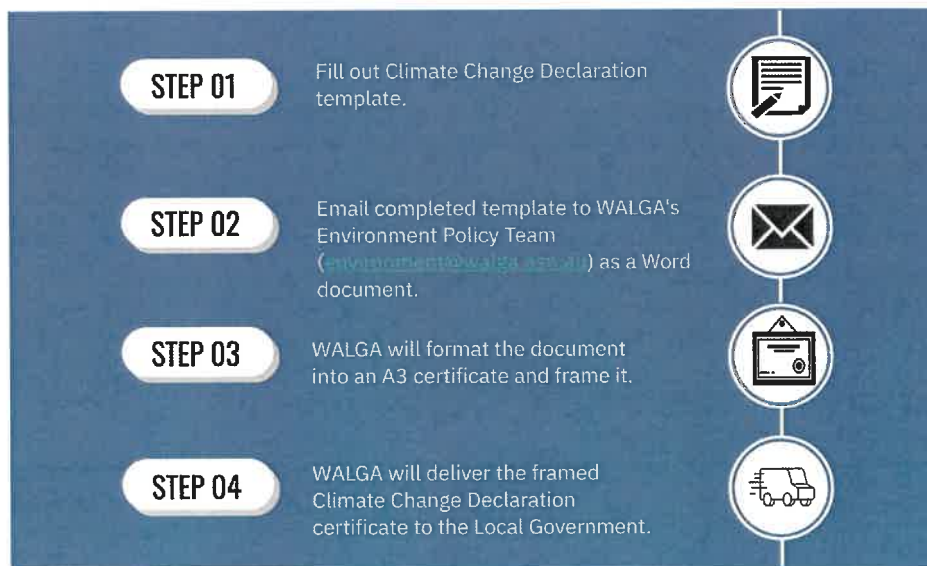 STEP 01
Fill out Climate Change Declaration
template.
STEP 02
Email completed template to WALGA's
Environment Policy Team
(environment@walga.asn.au) as a Word
document.
STEP 03
WALGA will format the document
into an A3 certificate and frame it.
STEP 04
WALGA will deliver the framed
Climate Change Declaration
certificate to the Local Government.